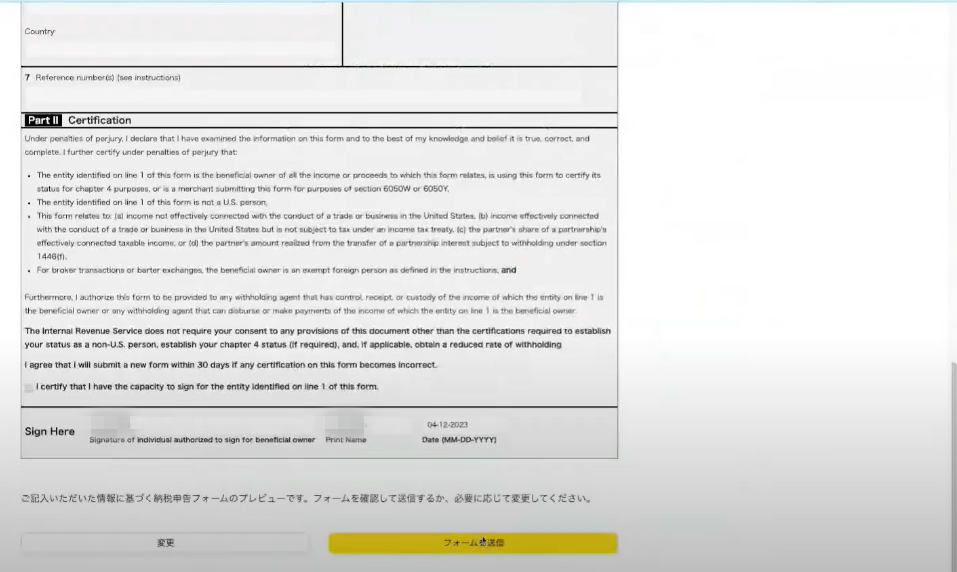 Country
7 Reference number(s) (see instructions)
Part II Certification
Under penalties of perjury, I declare that I have examined the information on this form and to the best of my knowledge and belief it is true, correct, and
complete. I further certify under penalties of perjury that:
• The entity identified on line 1 of this form is the beneficial owner of all the income or proceeds to which this form relates, is using this form to certify its
status for chapter 4 purposes, or is a merchant submitting this form for purposes of section 6050W or 6050Y,
• The entity identified on line 1 of this form is not a U.S. person,
• This form relates to: (a) income not effectively connected with the conduct of a trade or business in the United States, (b) income effectively connected
with the conduct of a trade or business in the United States but is not subject to tax under an income tax treaty, (c) the partner's share of a partnership's
effectively connected taxable income, or (d) the partner's amount realized from the transfer of a partnership interest subject to withholding under section
1446(f).
• For broker transactions or barter exchanges, the beneficial owner is an exempt foreign person as defined in the instructions, and
Furthermore, I authorize this form to be provided to any withholding agent that has control, receipt, or custody of the income of which the entity on line 1 is
the beneficial owner or any withholding agent that can disburse or make payments of the income of which the entity on line 1 is the beneficial owner.
The Internal Revenue Service does not require your consent to any provisions of this document other than the certifications required to establish
your status as a non-U.S. person, establish your chapter 4 status (if required), and, if applicable, obtain a reduced rate of withholding
I agree that I will submit a new form within 30 days if any certification on this form becomes incorrect.
I certify that I have the capacity to sign for the entity identified on line 1 of this form.
04-12-2023
Sign Here
Signature of individual authorized to sign for beneficial owner Print Name Date (MM-DD-YYYY)
ご記入いただいた情報に基づく納税申告フォームのプレビューです。フォームを確認して送信するか、必要に応じて変更してください。
変更 フォームを送信